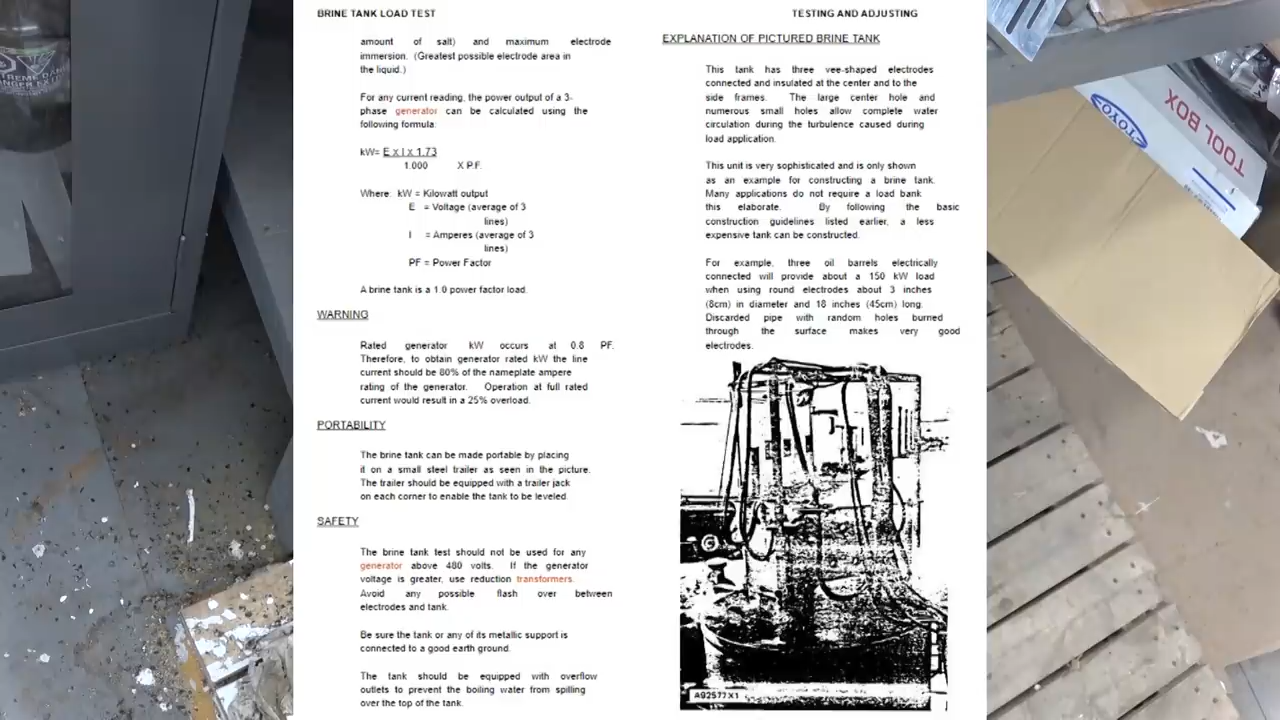 BRINE TANK LOAD TEST
amount of salt) and maximum electrode
immersion. (Greatest possible electrode area in
the liquid.)
For any current reading, the power output of a 3-
phase generator can be calculated using the
following formula:
kW= E X I X 1.73
1.000 X P.F.
Where: kW = Kilowatt output
E = Voltage (average of 3
lines)
I = Amperes (average of 3
lines)
PF = Power Factor
A brine tank is a 1.0 power factor load.
WARNING
Rated generator kW occurs at 0.8 PF.
Therefore, to obtain generator rated kW the line
current should be 80% of the nameplate ampere
rating of the generator. Operation at full rated
current would result in a 25% overload.
PORTABILITY
The brine tank can be made portable by placing
it on a small steel trailer as seen in the picture.
The trailer should be equipped with a trailer jack
on each corner to enable the tank to be leveled.
SAFETY
The brine tank test should not be used for any
generator above 480 volts. If the generator
voltage is greater, use reduction transformers.
Avoid any possible flash over between
electrodes and tank.
Be sure the tank or any of its metallic support is
connected to a good earth ground.
The tank should be equipped with overflow
outlets to prevent the boiling water from spilling
over the top of the tank.
TESTING AND ADJUSTING
EXPLANATION OF PICTURED BRINE TANK
This tank has three vee-shaped electrodes
connected and insulated at the center and to the
side frames. The large center hole and
numerous small holes allow complete water
circulation during the turbulence caused during
load application.
This unit is very sophisticated and is only shown
as an example for constructing a brine tank.
Many applications do not require a load bank
this elaborate. By following the basic
construction guidelines listed earlier, a less
expensive tank can be constructed.
For example, three oil barrels electrically
connected will provide about a 150 kW load
when using round electrodes about 3 inches
(8cm) in diameter and 18 inches (45cm) long.
Discarded pipe with random holes burned
through the surface makes very good
electrodes.
A92577X1
TOYO
TOOL BOX